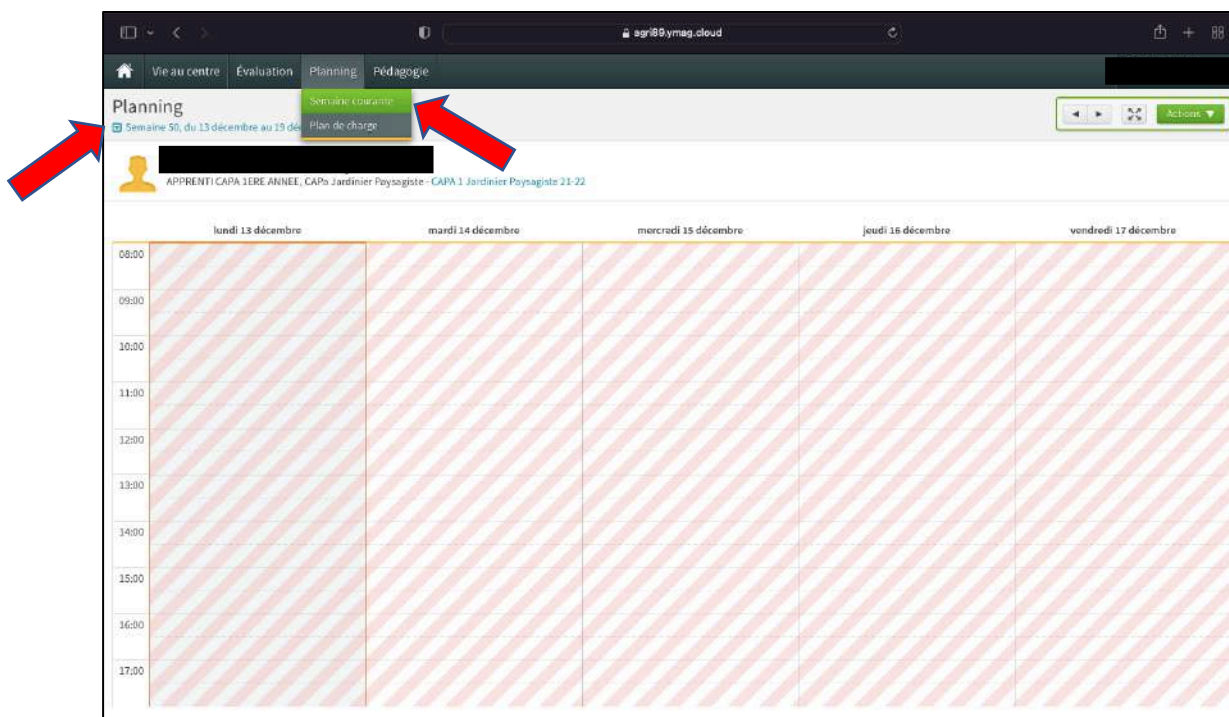 agri89.ymag.cloud
Vie au centre Évaluation Planning Pédagogie
Semaine courante
Plan de charge
Planning
Semaine 50, du 13 décembre au 19
Actions
APPRENTI CAPA 1ERE ANNEE, CAPa Jardinier Paysagiste - CAPA 1 Jardinier Paysagiste 21-22
lundi 13 décembre mardi 14 décembre mercredi 15 décembre jeudi 16 décembre vendredi 17 décembre
08:00
09:00
10:00
11:00
12:00
13:00
14:00
15:00
16:00
17:00